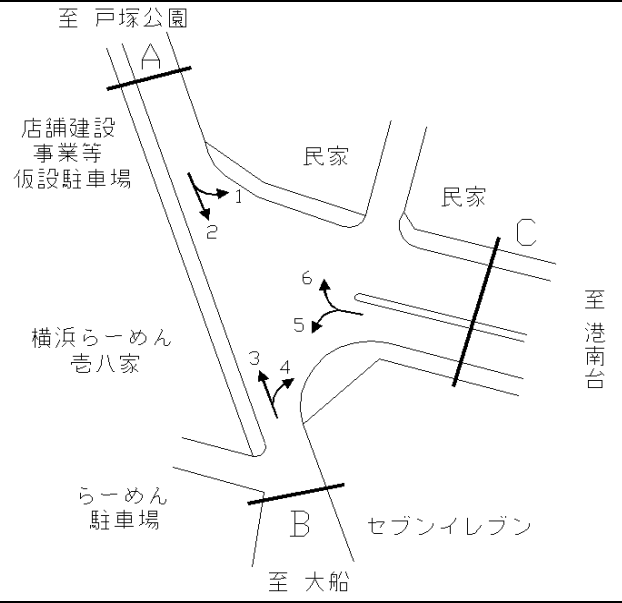 至 戸塚公園
A
店舗建設
事業等
仮設駐車場
民家
民家
C
1
2
6
5
至 港南台
横浜らーめん
壱八家
3
4
らーめん
駐車場
B
セブンイレブン
至 大船